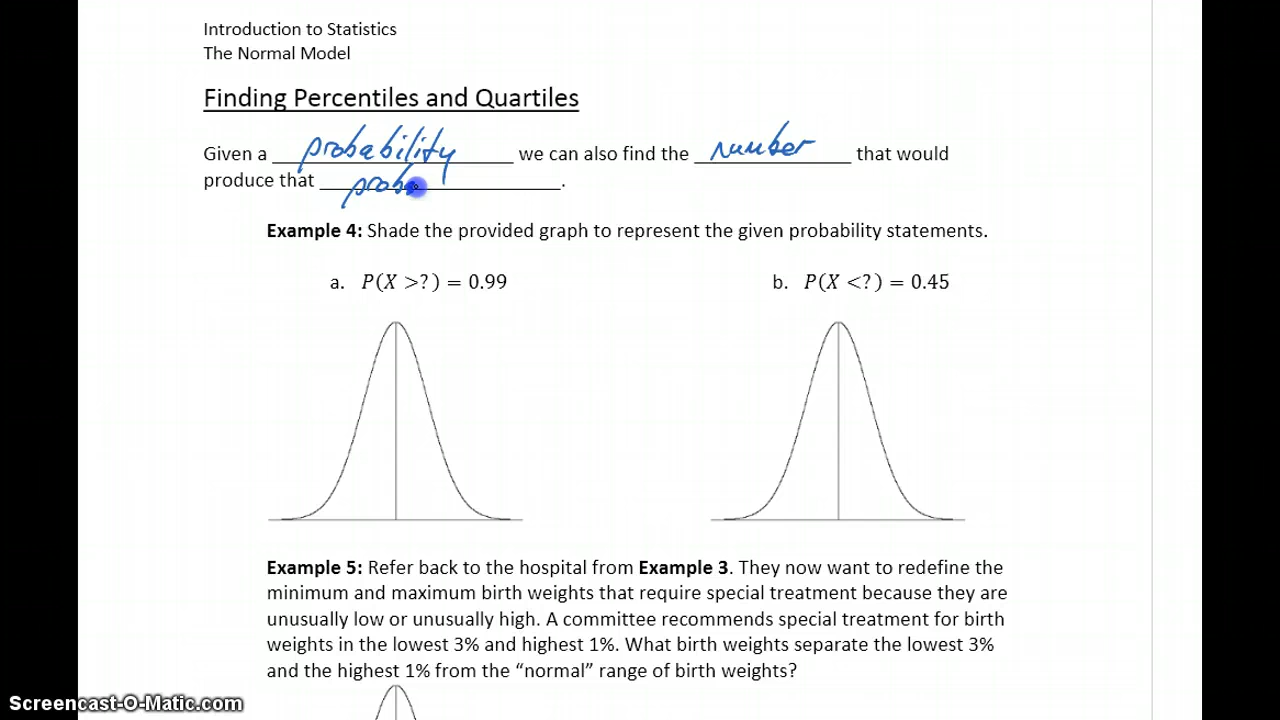 Introduction to Statistics
The Normal Model
Finding Percentiles and Quartiles
Given a probability we can also find the number that would
produce that proba.
Example 4: Shade the provided graph to represent the given probability statements.
a. P(X >?) = 0.99 b. P(X <?) = 0.45
Example 5: Refer back to the hospital from Example 3. They now want to redefine the
minimum and maximum birth weights that require special treatment because they are
unusually low or unusually high. A committee recommends special treatment for birth
weights in the lowest 3% and highest 1%. What birth weights separate the lowest 3%
and the highest 1% from the “normal” range of birth weights?
Screencast-O-Matic.com